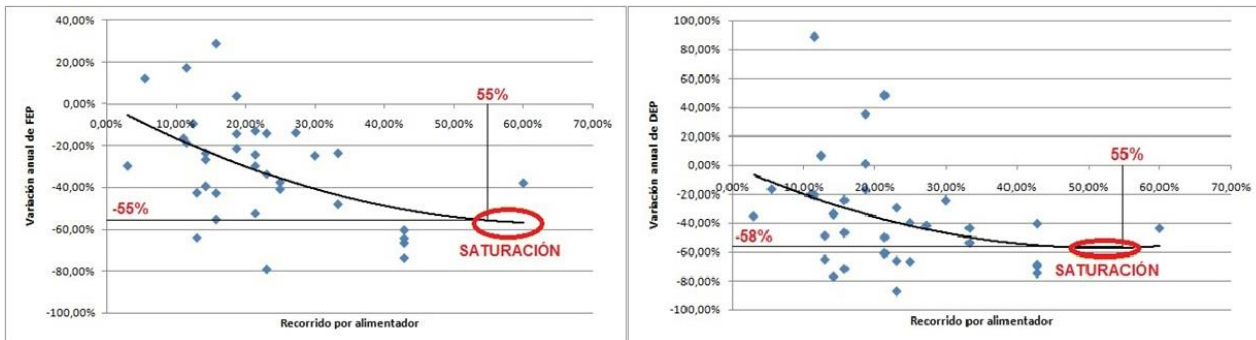 40,00%
20,00%
0,00%
0,00% 10,00% 20,00% 30,00% 40,00% 50,00% 60,00% 70,00%
-20,00%
-40,00%
-60,00%
-80,00%
-100,00%
Variación anual de FEP
55%
-55%
SATURACIÓN
Recorrido por alimentador
100,00%
80,00%
60,00%
40,00%
20,00%
0,00%
0,00% 10,00% 20,00% 30,00% 40,00% 50,00% 60,00% 70,00%
-20,00%
-40,00%
-60,00%
-80,00%
-100,00%
Variación anual de DEP
55%
-58%
SATURACIÓN
Recorrido por alimentador